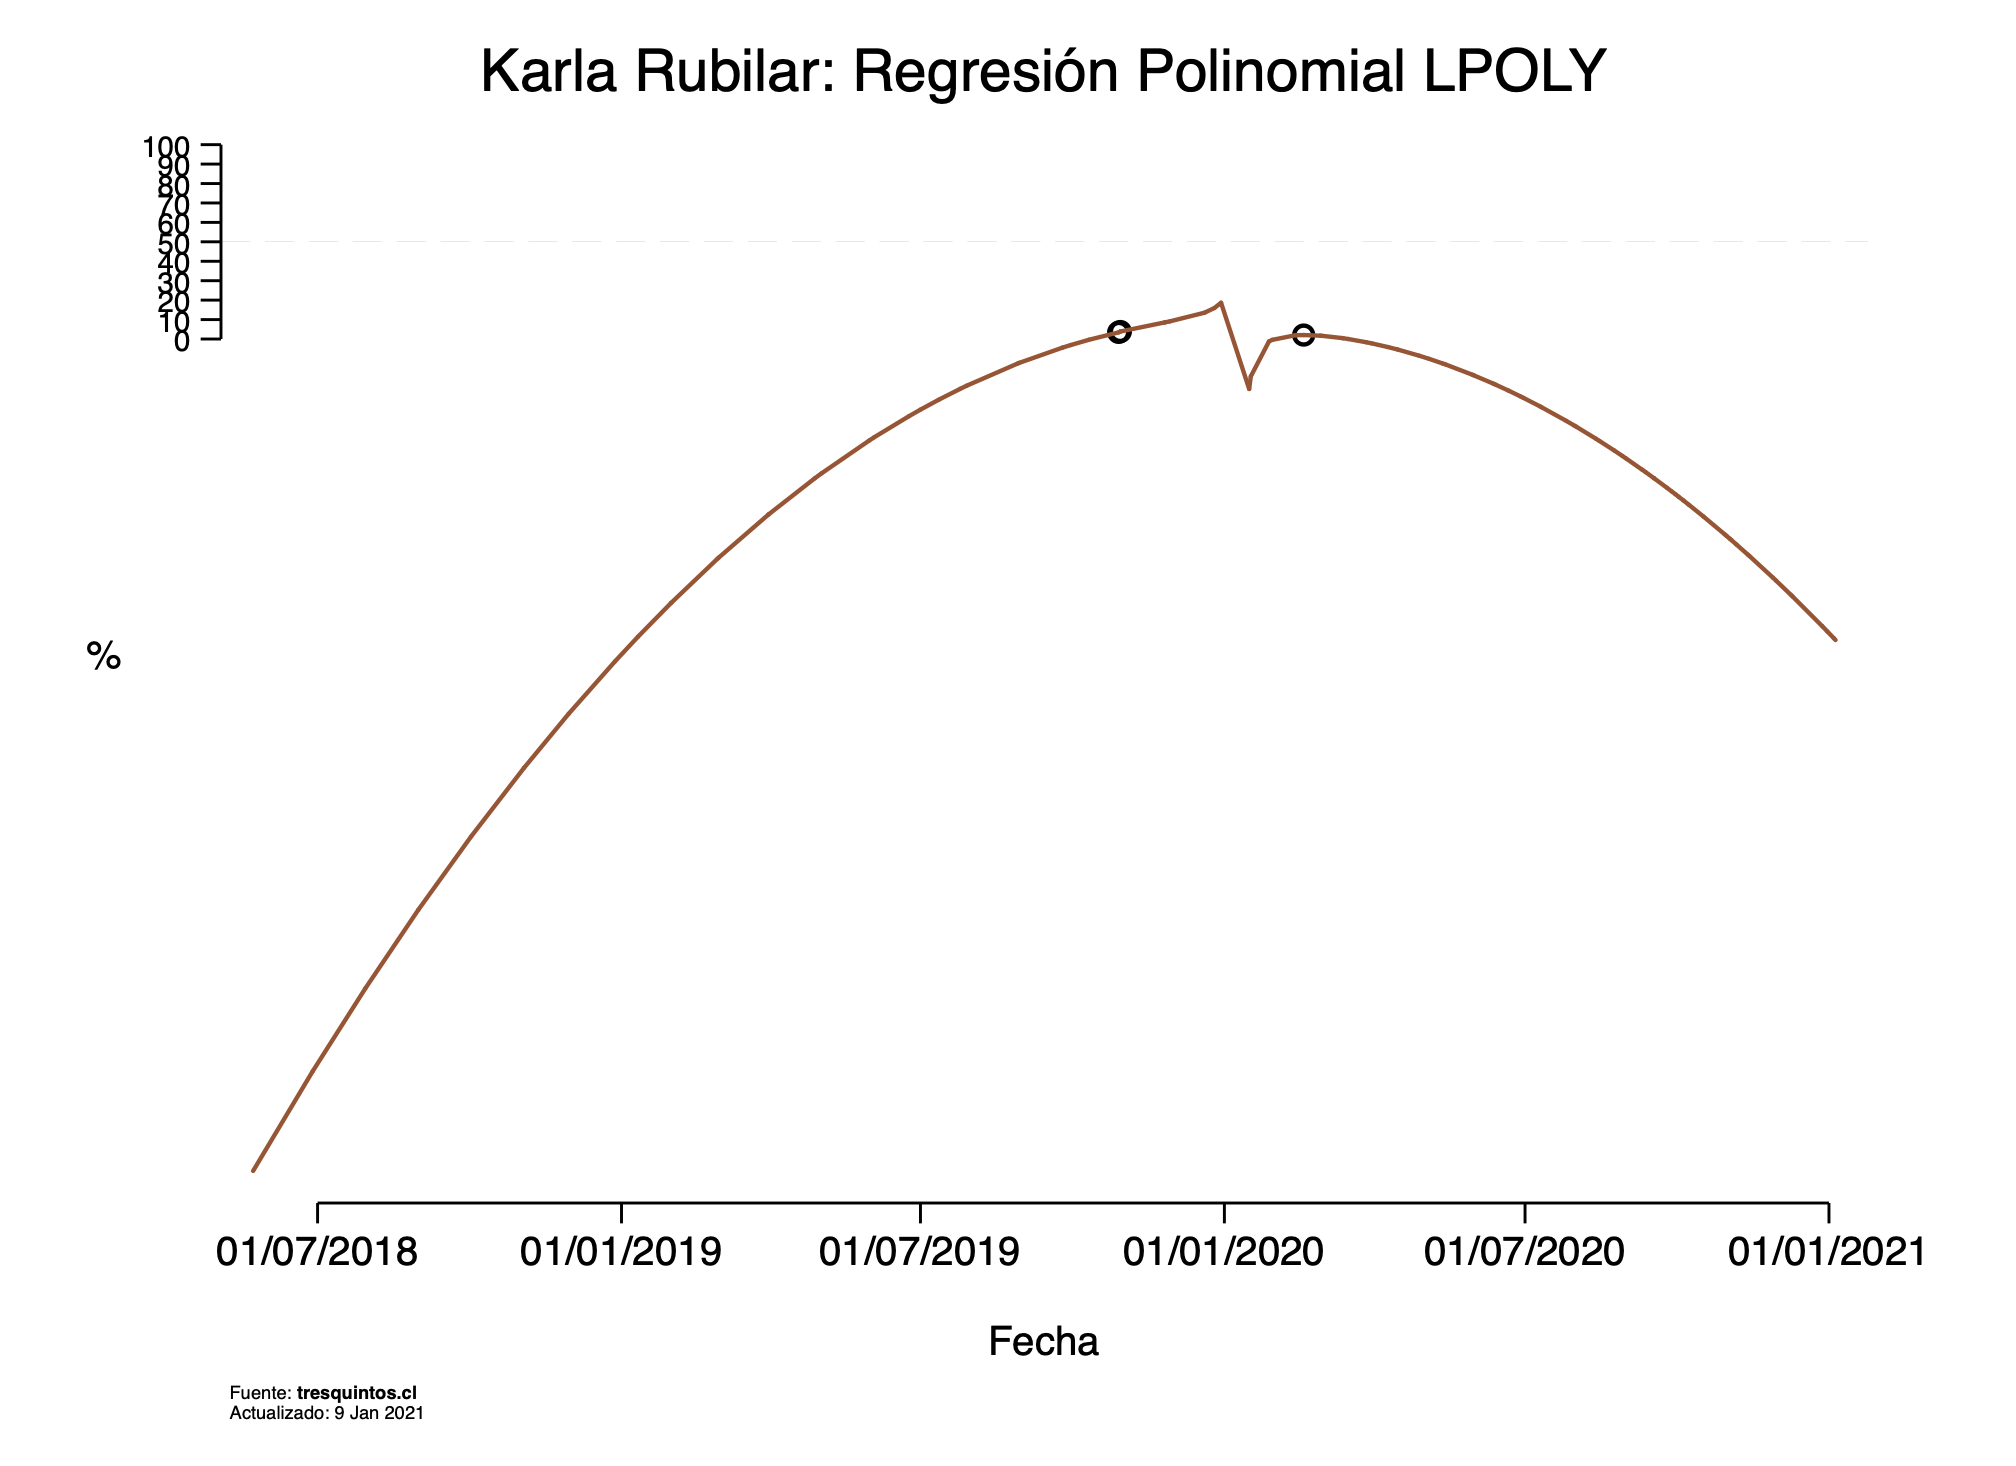 Karla Rubilar: Regresión Polinomial LPOLY
100
90
80
70
60
50
40
30
20
10
0
%
01/07/2018 01/01/2019 01/07/2019 01/01/2020 01/07/2020 01/01/2021
Fecha
Fuente: tresquintos.cl
Actualizado: 9 Jan 2021